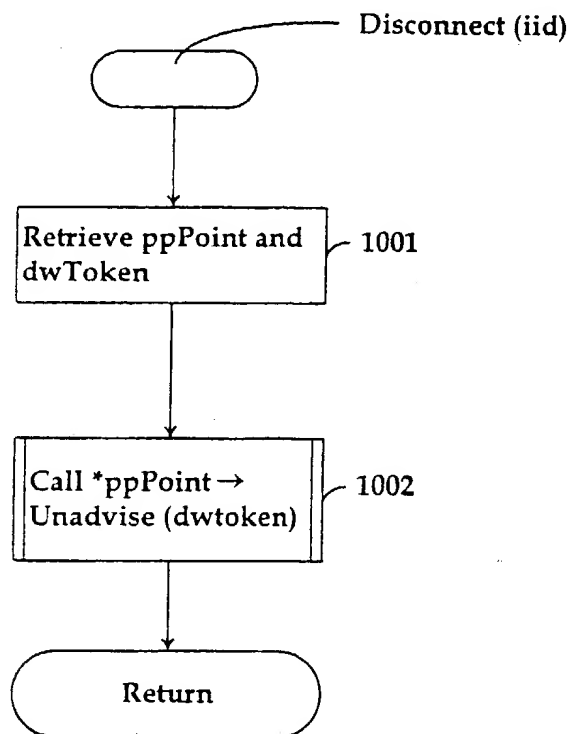 Disconnect (iid)
Retrieve ppPoint and
dwToken
1001
Call *ppPoint→
Unadvise (dwtoken)
1002
Return